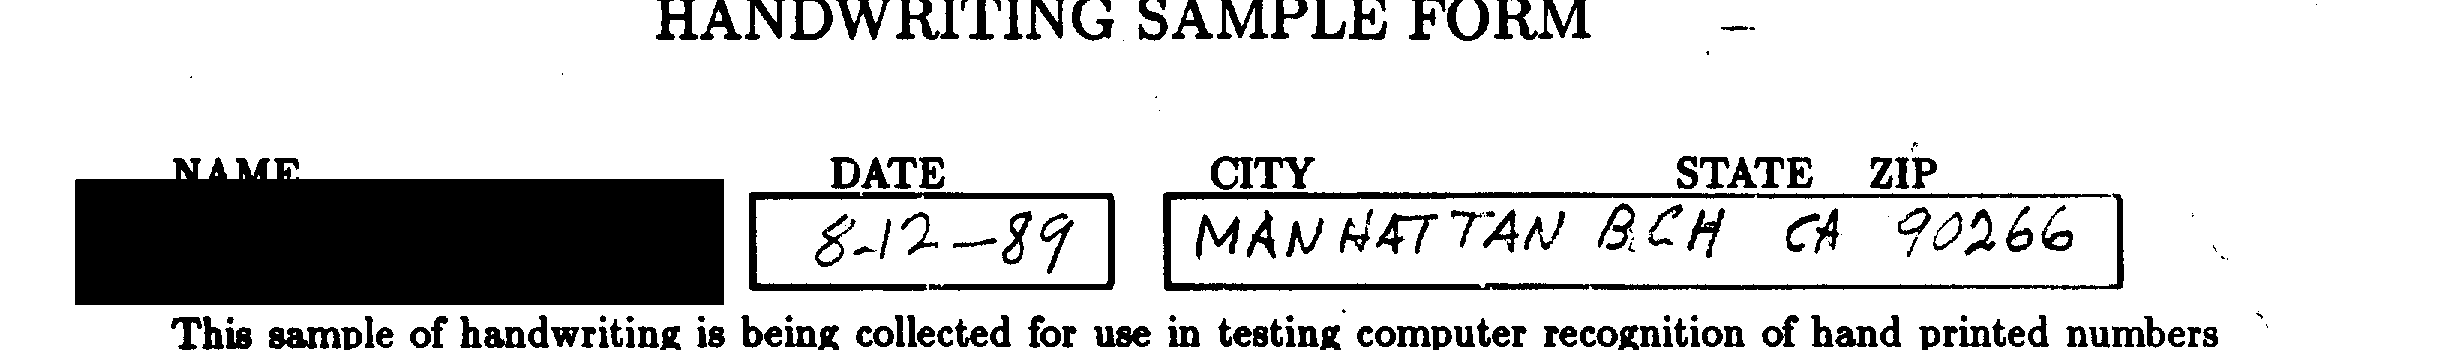 HANDWRITING SAMPLE FORM
NAME DATE CITY STATE ZIP
8-12-89 MANHATTAN BCH CA 90266
This sample of handwriting is being collected for use in testing computer recognition of hand printed numbers